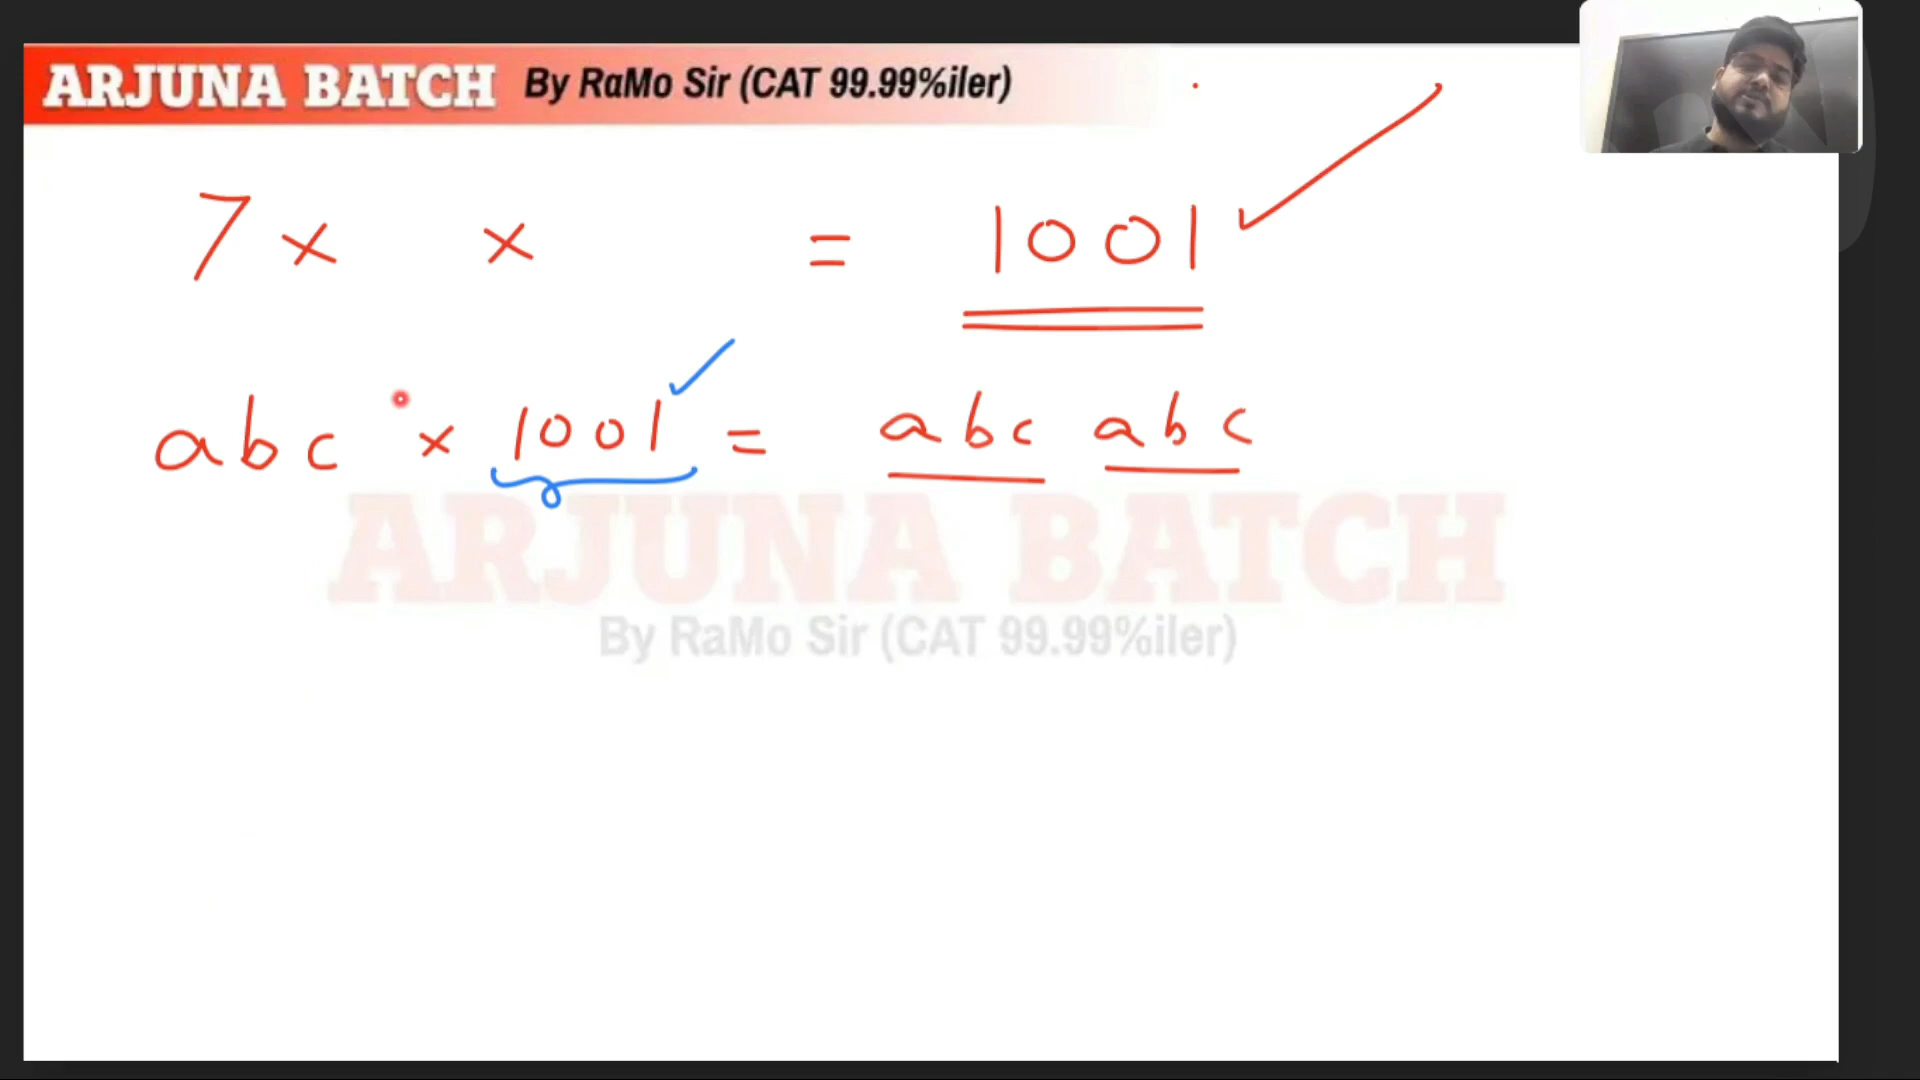 ARJUNA BATCH By RaMo Sir (CAT 99.99%iler)
7 × × = 1001
abc × 1001 = abc abc
ARJUNA BATCH
By RaMo Sir (CAT 99.99%iler)